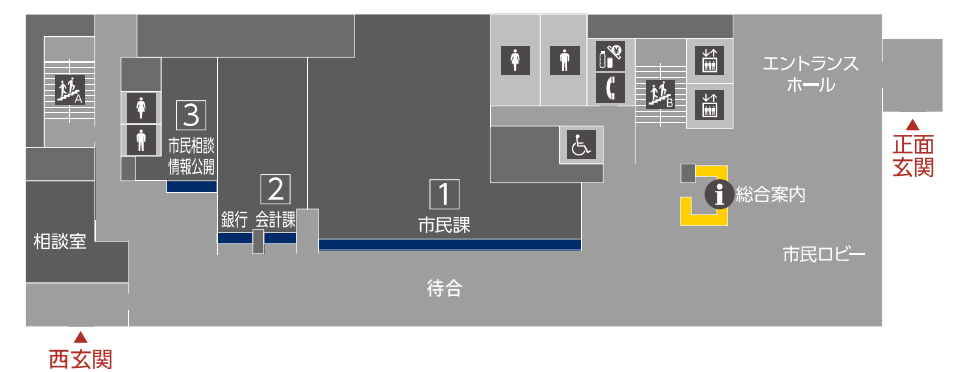 エントランス
ホール
正面
玄関
A
B
3
市民相談
情報公開
2
銀行 会計課
1
市民課
i
総合案内
相談室
市民ロビー
待合
西玄関